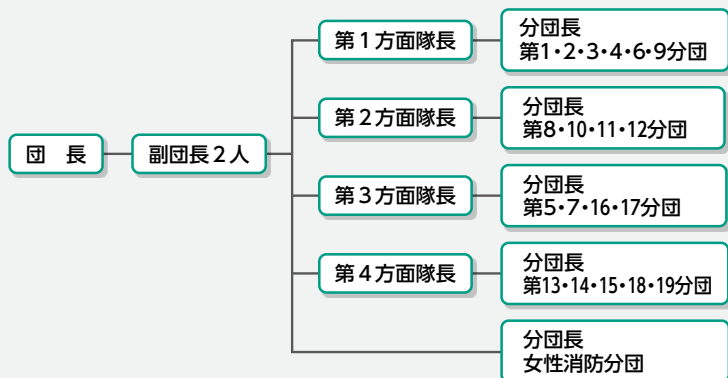 団　長
副団長２人
第１方面隊長
分団長
第1・2・3・4・6・9分団
第２方面隊長
分団長
第8・10・11・12分団
第３方面隊長
分団長
第5・7・16・17分団
第４方面隊長
分団長
第13・14・15・18・19分団
分団長
女性消防分団